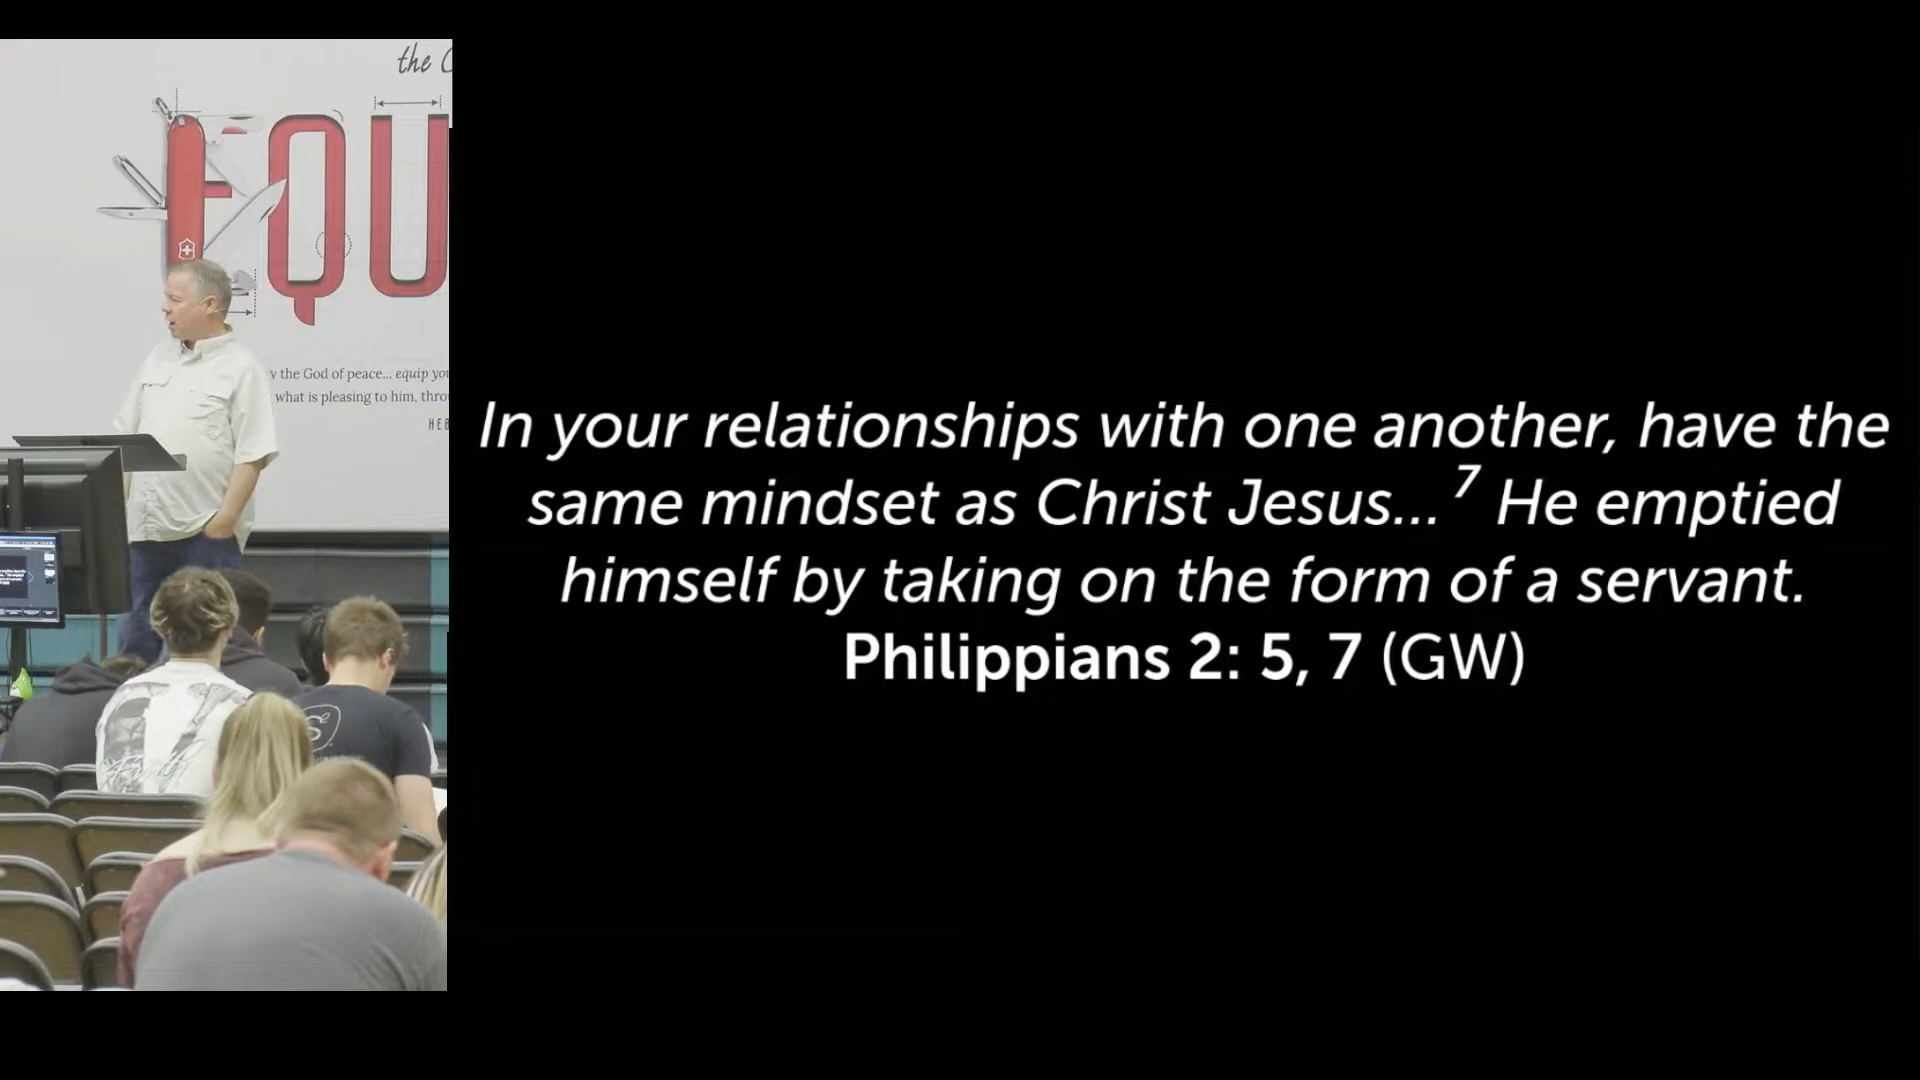 the
EQU
y the God of peace... equip you
what is pleasing to him, throu
HEB
In your relationships with one another, have the
same mindset as Christ Jesus... 7 He emptied
himself by taking on the form of a servant.
Philippians 2: 5, 7 (GW)